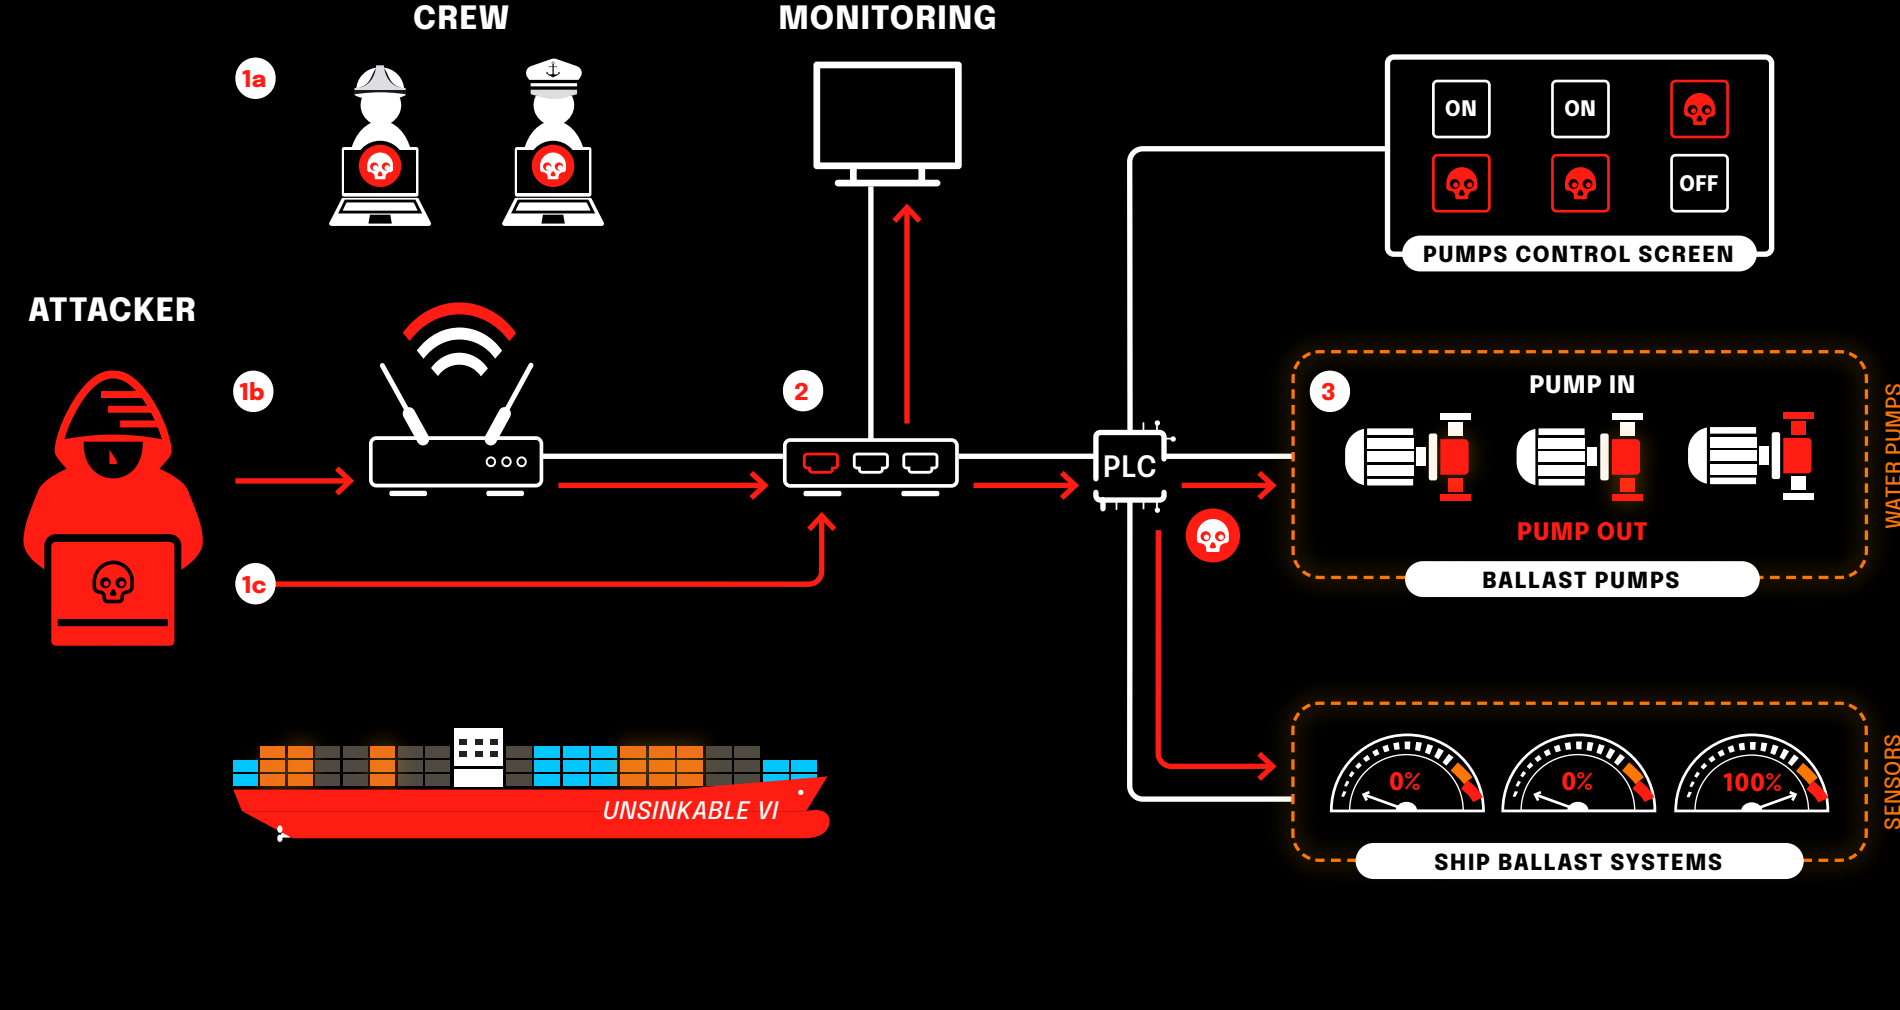 CREW
MONITORING
1a
ON
ON
OFF
PUMPS CONTROL SCREEN
ATTACKER
1b
2
PLC
3
PUMP IN
PUMP OUT
BALLAST PUMPS
WATER PUMPS
1c
UNSINKABLE VI
0%
0%
100%
SHIP BALLAST SYSTEMS
SENSORS